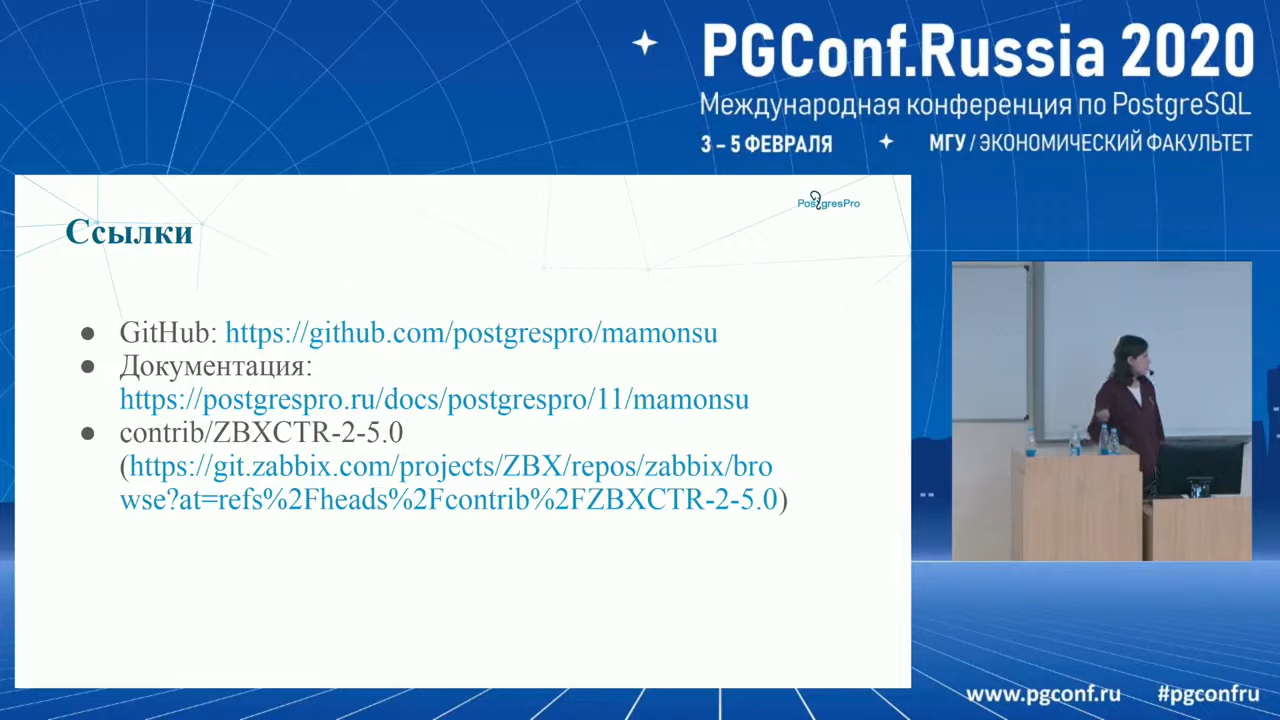 PGConf.Russia 2020
Международная конференция по PostgreSQL
3 – 5 ФЕВРАЛЯ
МГУ / ЭКОНОМИЧЕСКИЙ ФАКУЛЬТЕТ
PostgresPro
Ссылки
● GitHub: https://github.com/postgrespro/mamonsu
● Документация:
https://postgrespro.ru/docs/postgrespro/11/mamonsu
● contrib/ZBXCTR-2-5.0
(https://git.zabbix.com/projects/ZBX/repos/zabbix/bro
wse?at=refs%2Fheads%2Fcontrib%2FZBXCTR-2-5.0)
www.pgconf.ru
#pgconfru